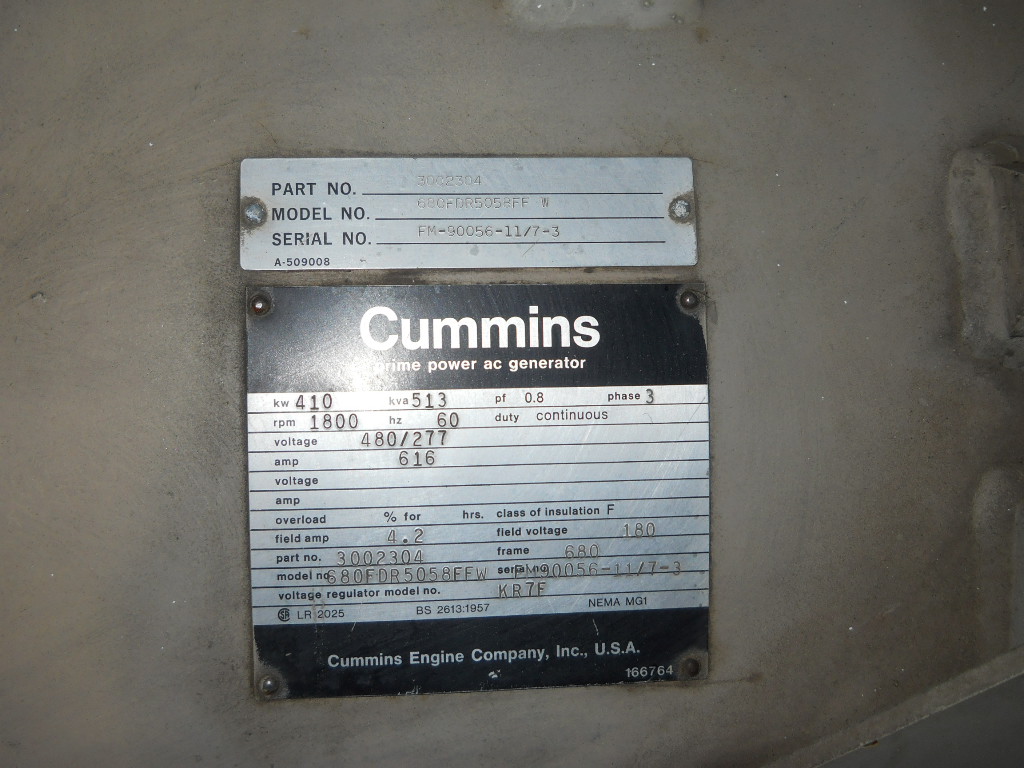 PART NO. 3002304
MODEL NO. 680FDR5058FF W
SERIAL NO. FM-90056-11/7-3
A-509008
Cummins
prime power ac generator
kw 410 kva 513 pf 0.8 phase 3
rpm 1800 hz 60 duty continuous
voltage 480/277
amp 616
voltage
amp
overload % for hrs. class of insulation F
field amp 4.2 field voltage 180
part no. 3002304 frame 680
model no. 680FDR5058FFW serial no. FM90056-11/7-3
voltage regulator model no. KR7F
SA LR 2025 BS 2613:1957 NEMA MG1
Cummins Engine Company, Inc., U.S.A.
166764